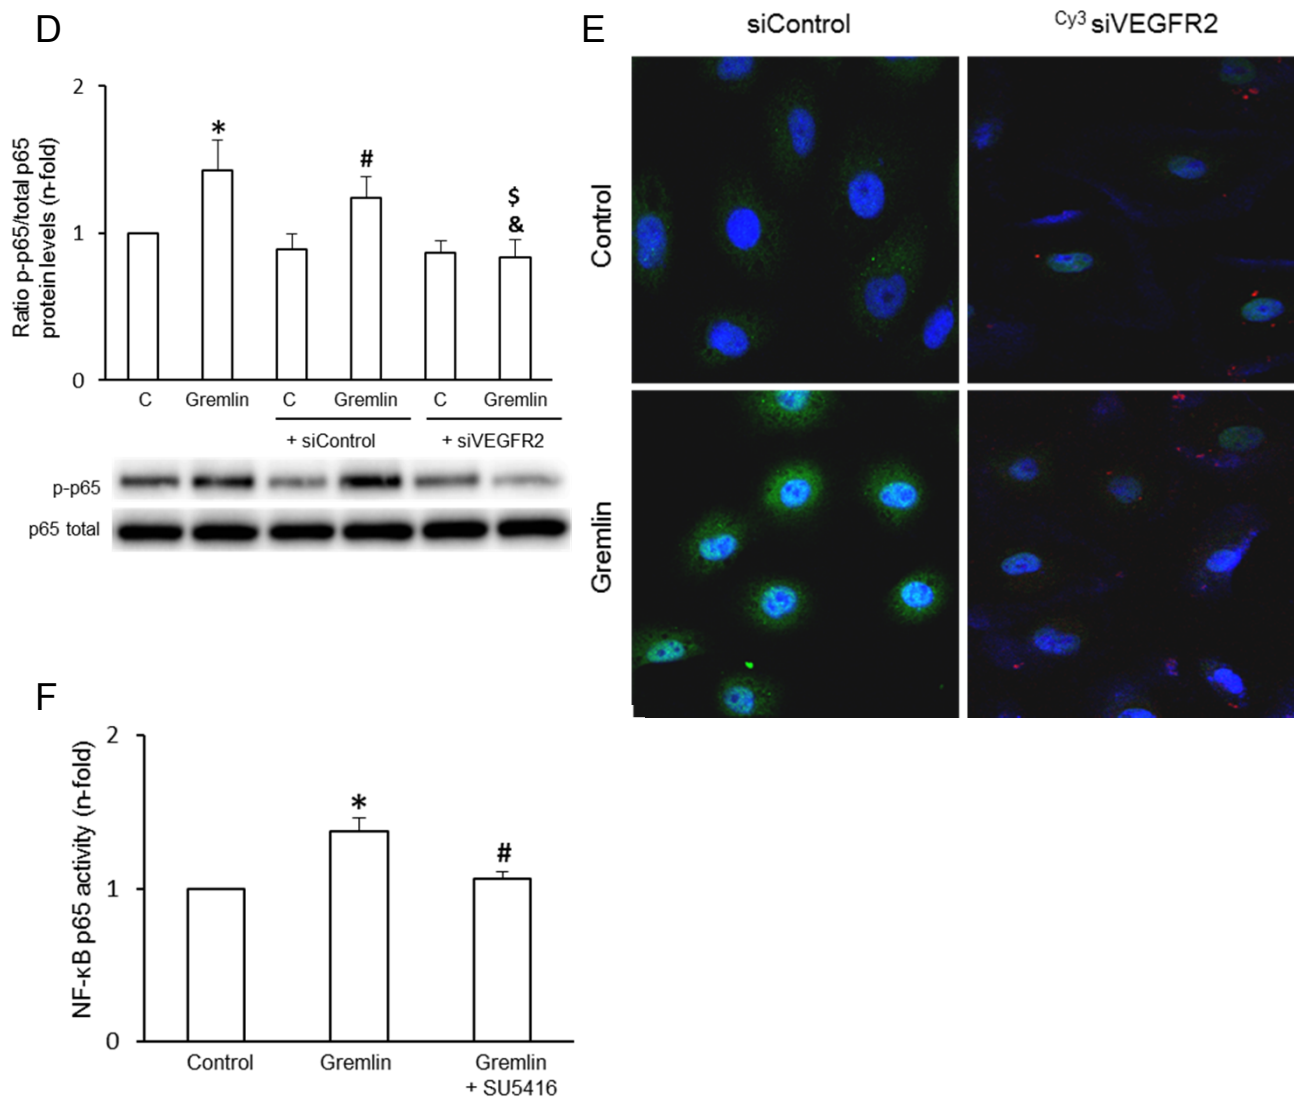 D
2
1
0
Ratio p-p65/total p65
protein levels (n-fold)
*
#
$
&
C Gremlin C Gremlin C Gremlin
+ siControl + siVEGFR2
p-p65
p65 total
E
siControl Cy3 siVEGFR2
Control
Gremlin
F
2
1
0
NF-κB p65 activity (n-fold)
*
#
Control Gremlin Gremlin
+ SU5416